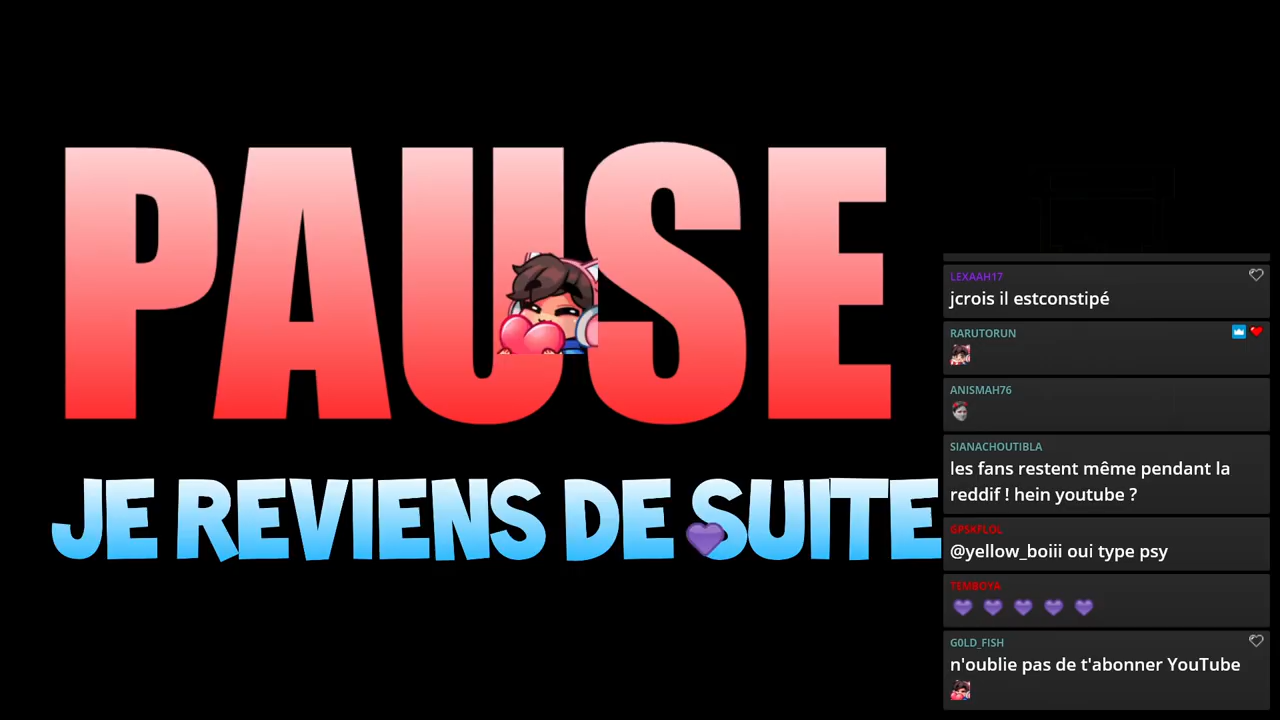 PAUSE
JE REVIENS DE SUITE
LEXAAH17
jcrois il estconstipé
RARUTORUN
ANISMAH76
SIANACHOUTIBLA
les fans restent même pendant la
reddif ! hein youtube ?
GPSKFLOL
@yellow_boiii oui type psy
TEMBOYA
G0LD_FISH
n'oublie pas de t'abonner YouTube